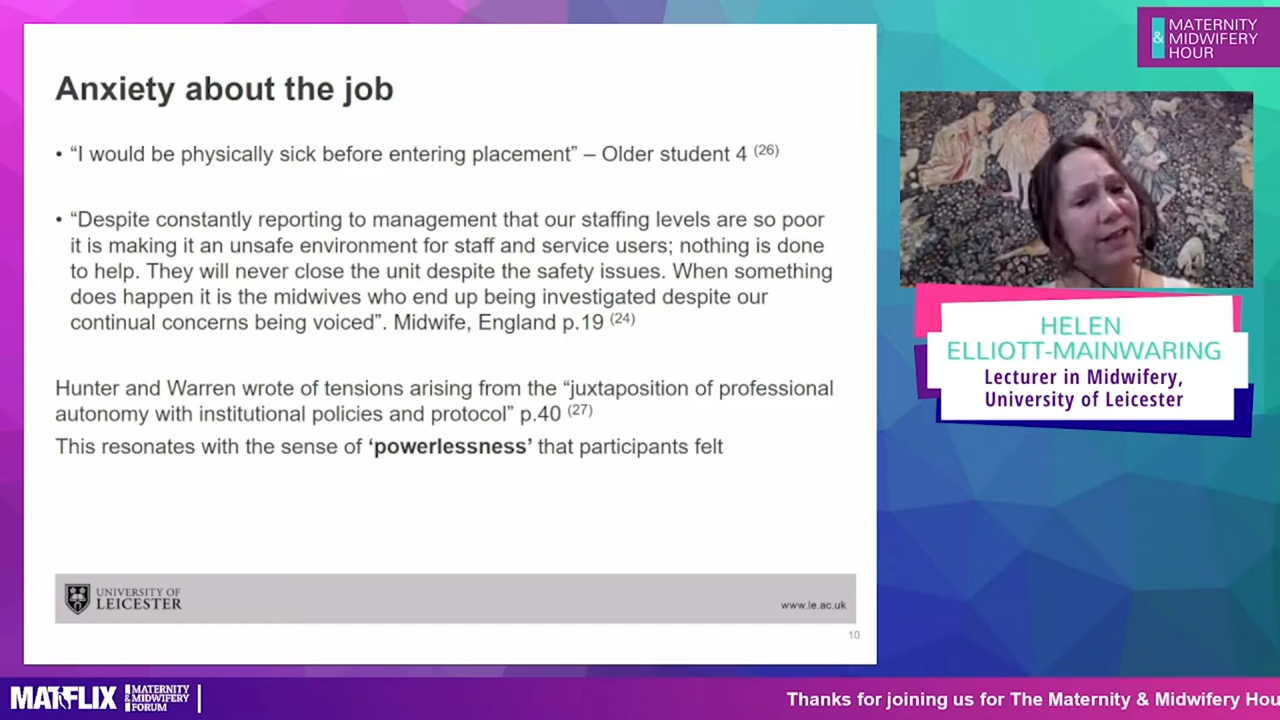 Anxiety about the job
• “I would be physically sick before entering placement” – Older student 4 (26)
• “Despite constantly reporting to management that our staffing levels are so poor
it is making it an unsafe environment for staff and service users; nothing is done
to help. They will never close the unit despite the safety issues. When something
does happen it is the midwives who end up being investigated despite our
continual concerns being voiced”. Midwife, England p.19 (24)
Hunter and Warren wrote of tensions arising from the “juxtaposition of professional
autonomy with institutional policies and protocol” p.40 (27)
This resonates with the sense of ‘powerlessness’ that participants felt
UNIVERSITY OF
LEICESTER
www.le.ac.uk
10
MATERNITY
& MIDWIFERY
HOUR
HELEN
ELLIOTT-MAINWARING
Lecturer in Midwifery,
University of Leicester
MATFLIX
MATERNITY
& MIDWIFERY
FORUM
Thanks for joining us for The Maternity & Midwifery Hou